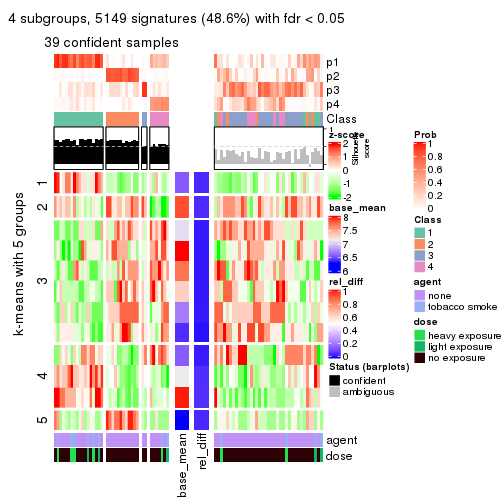 4 subgroups, 5149 signatures (48.6%) with fdr < 0.05
39 confident samples
p1
p2
p3
p4
Class
1
Silhouette score
z-score
2
1
0
-1
-2
base_mean
8
7.5
7
6.5
6
rel_diff
1
0.8
0.6
0.4
0.2
0
Status (barplots)
confident
ambiguous
Prob
1
0.8
0.6
0.4
0.2
0
Class
1
2
3
4
agent
none
tobacco smoke
dose
heavy exposure
light exposure
no exposure
k-means with 5 groups
1
2
3
4
5
agent
dose
base_mean
rel_diff